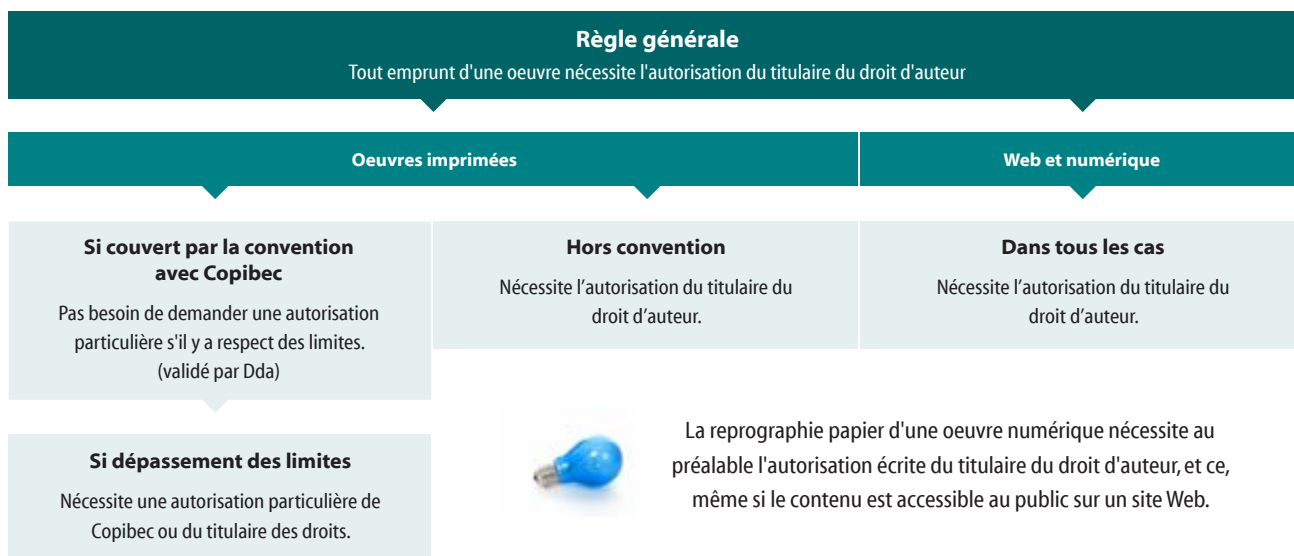 Règle générale
Tout emprunt d'une oeuvre nécessite l'autorisation du titulaire du droit d'auteur
Oeuvres imprimées
Web et numérique
Si couvert par la convention
avec Copibec
Pas besoin de demander une autorisation
particulière s'il y a respect des limites.
(validé par Dda)
Hors convention
Nécessite l’autorisation du titulaire du
droit d’auteur.
Dans tous les cas
Nécessite l’autorisation du titulaire du
droit d’auteur.
Si dépassement des limites
Nécessite une autorisation particulière de
Copibec ou du titulaire des droits.
La reprographie papier d'une oeuvre numérique nécessite au
préalable l'autorisation écrite du titulaire du droit d'auteur, et ce,
même si le contenu est accessible au public sur un site Web.